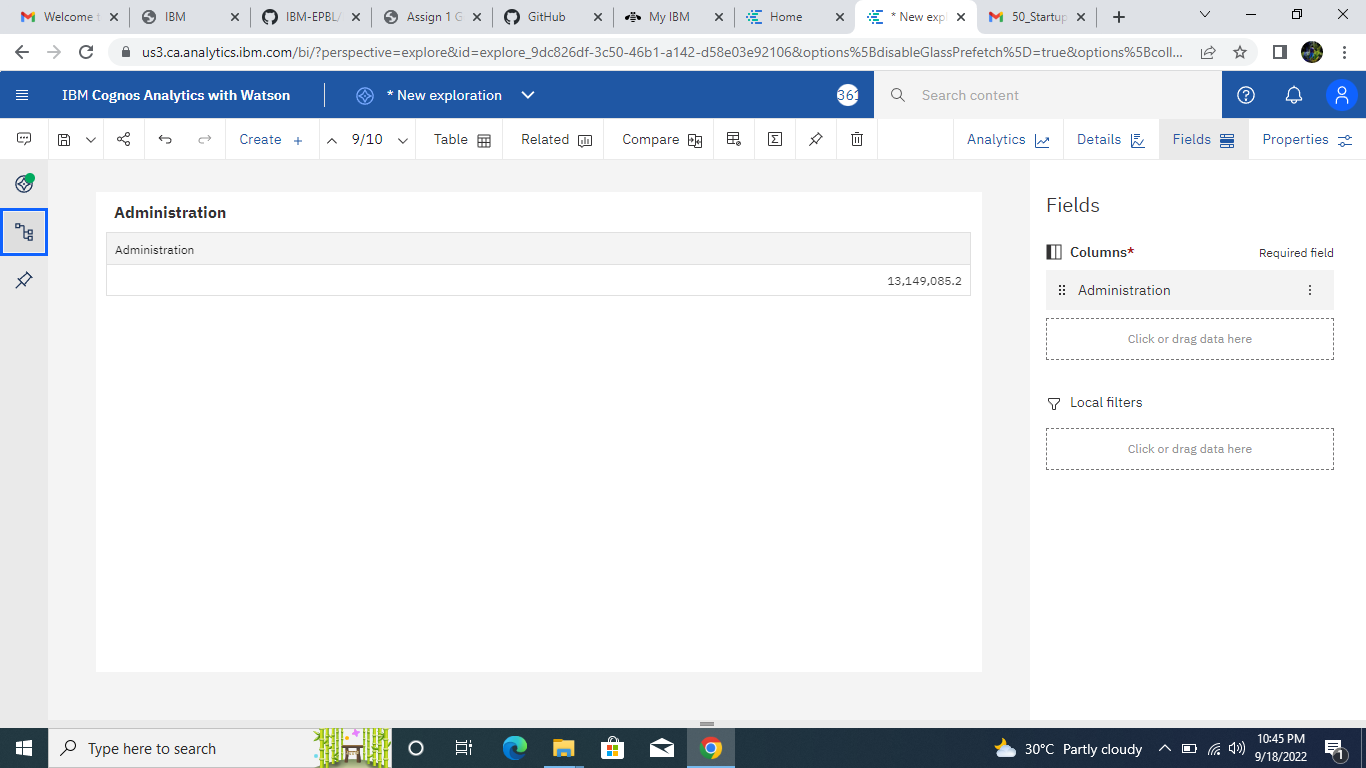 Welcome t
IBM
IBM-EPBL/
Assign 1 G
GitHub
My IBM
Home
* New expl
50_Startup
us3.ca.analytics.ibm.com/bi/?perspective=explore&id=explore_9dc826df-3c50-46b1-a142-d58e03e92106&options%5BdisableGlassPrefetch%5D=true&options%5Bcoll...
IBM Cognos Analytics with Watson
* New exploration
361
Search content
Create +
9/10
Table
Related
Compare
Analytics
Details
Fields
Properties
Administration
Administration
13,149,085.2
Fields
Columns*
Required field
Administration
Click or drag data here
Local filters
Click or drag data here
Type here to search
30°C Partly cloudy
10:45 PM
9/18/2022
1